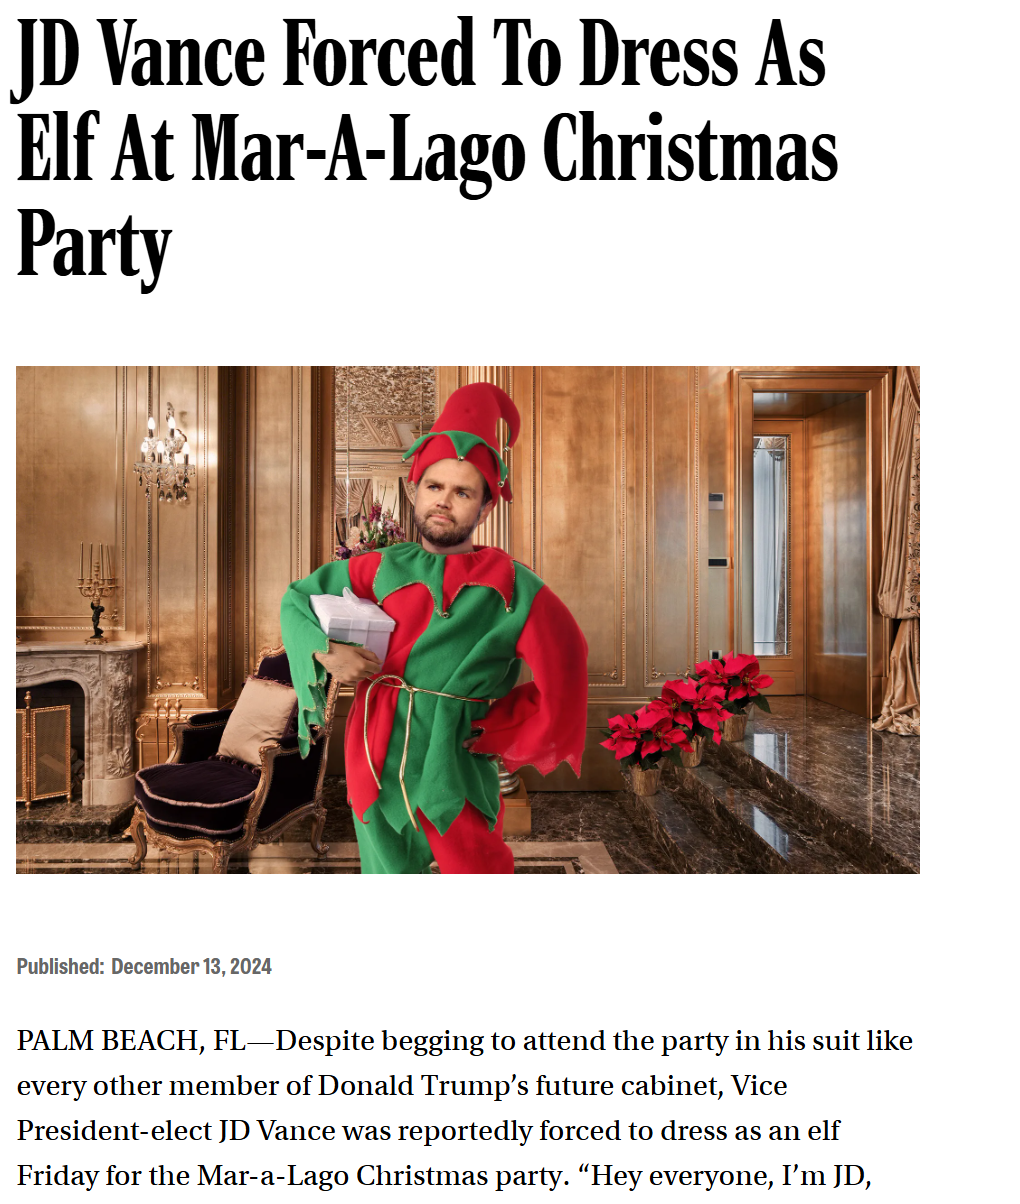 JD Vance Forced To Dress As
Elf At Mar-A-Lago Christmas
Party
Published: December 13, 2024
PALM BEACH, FL—Despite begging to attend the party in his suit like
every other member of Donald Trump’s future cabinet, Vice
President-elect JD Vance was reportedly forced to dress as an elf
Friday for the Mar-a-Lago Christmas party. “Hey everyone, I’m JD,